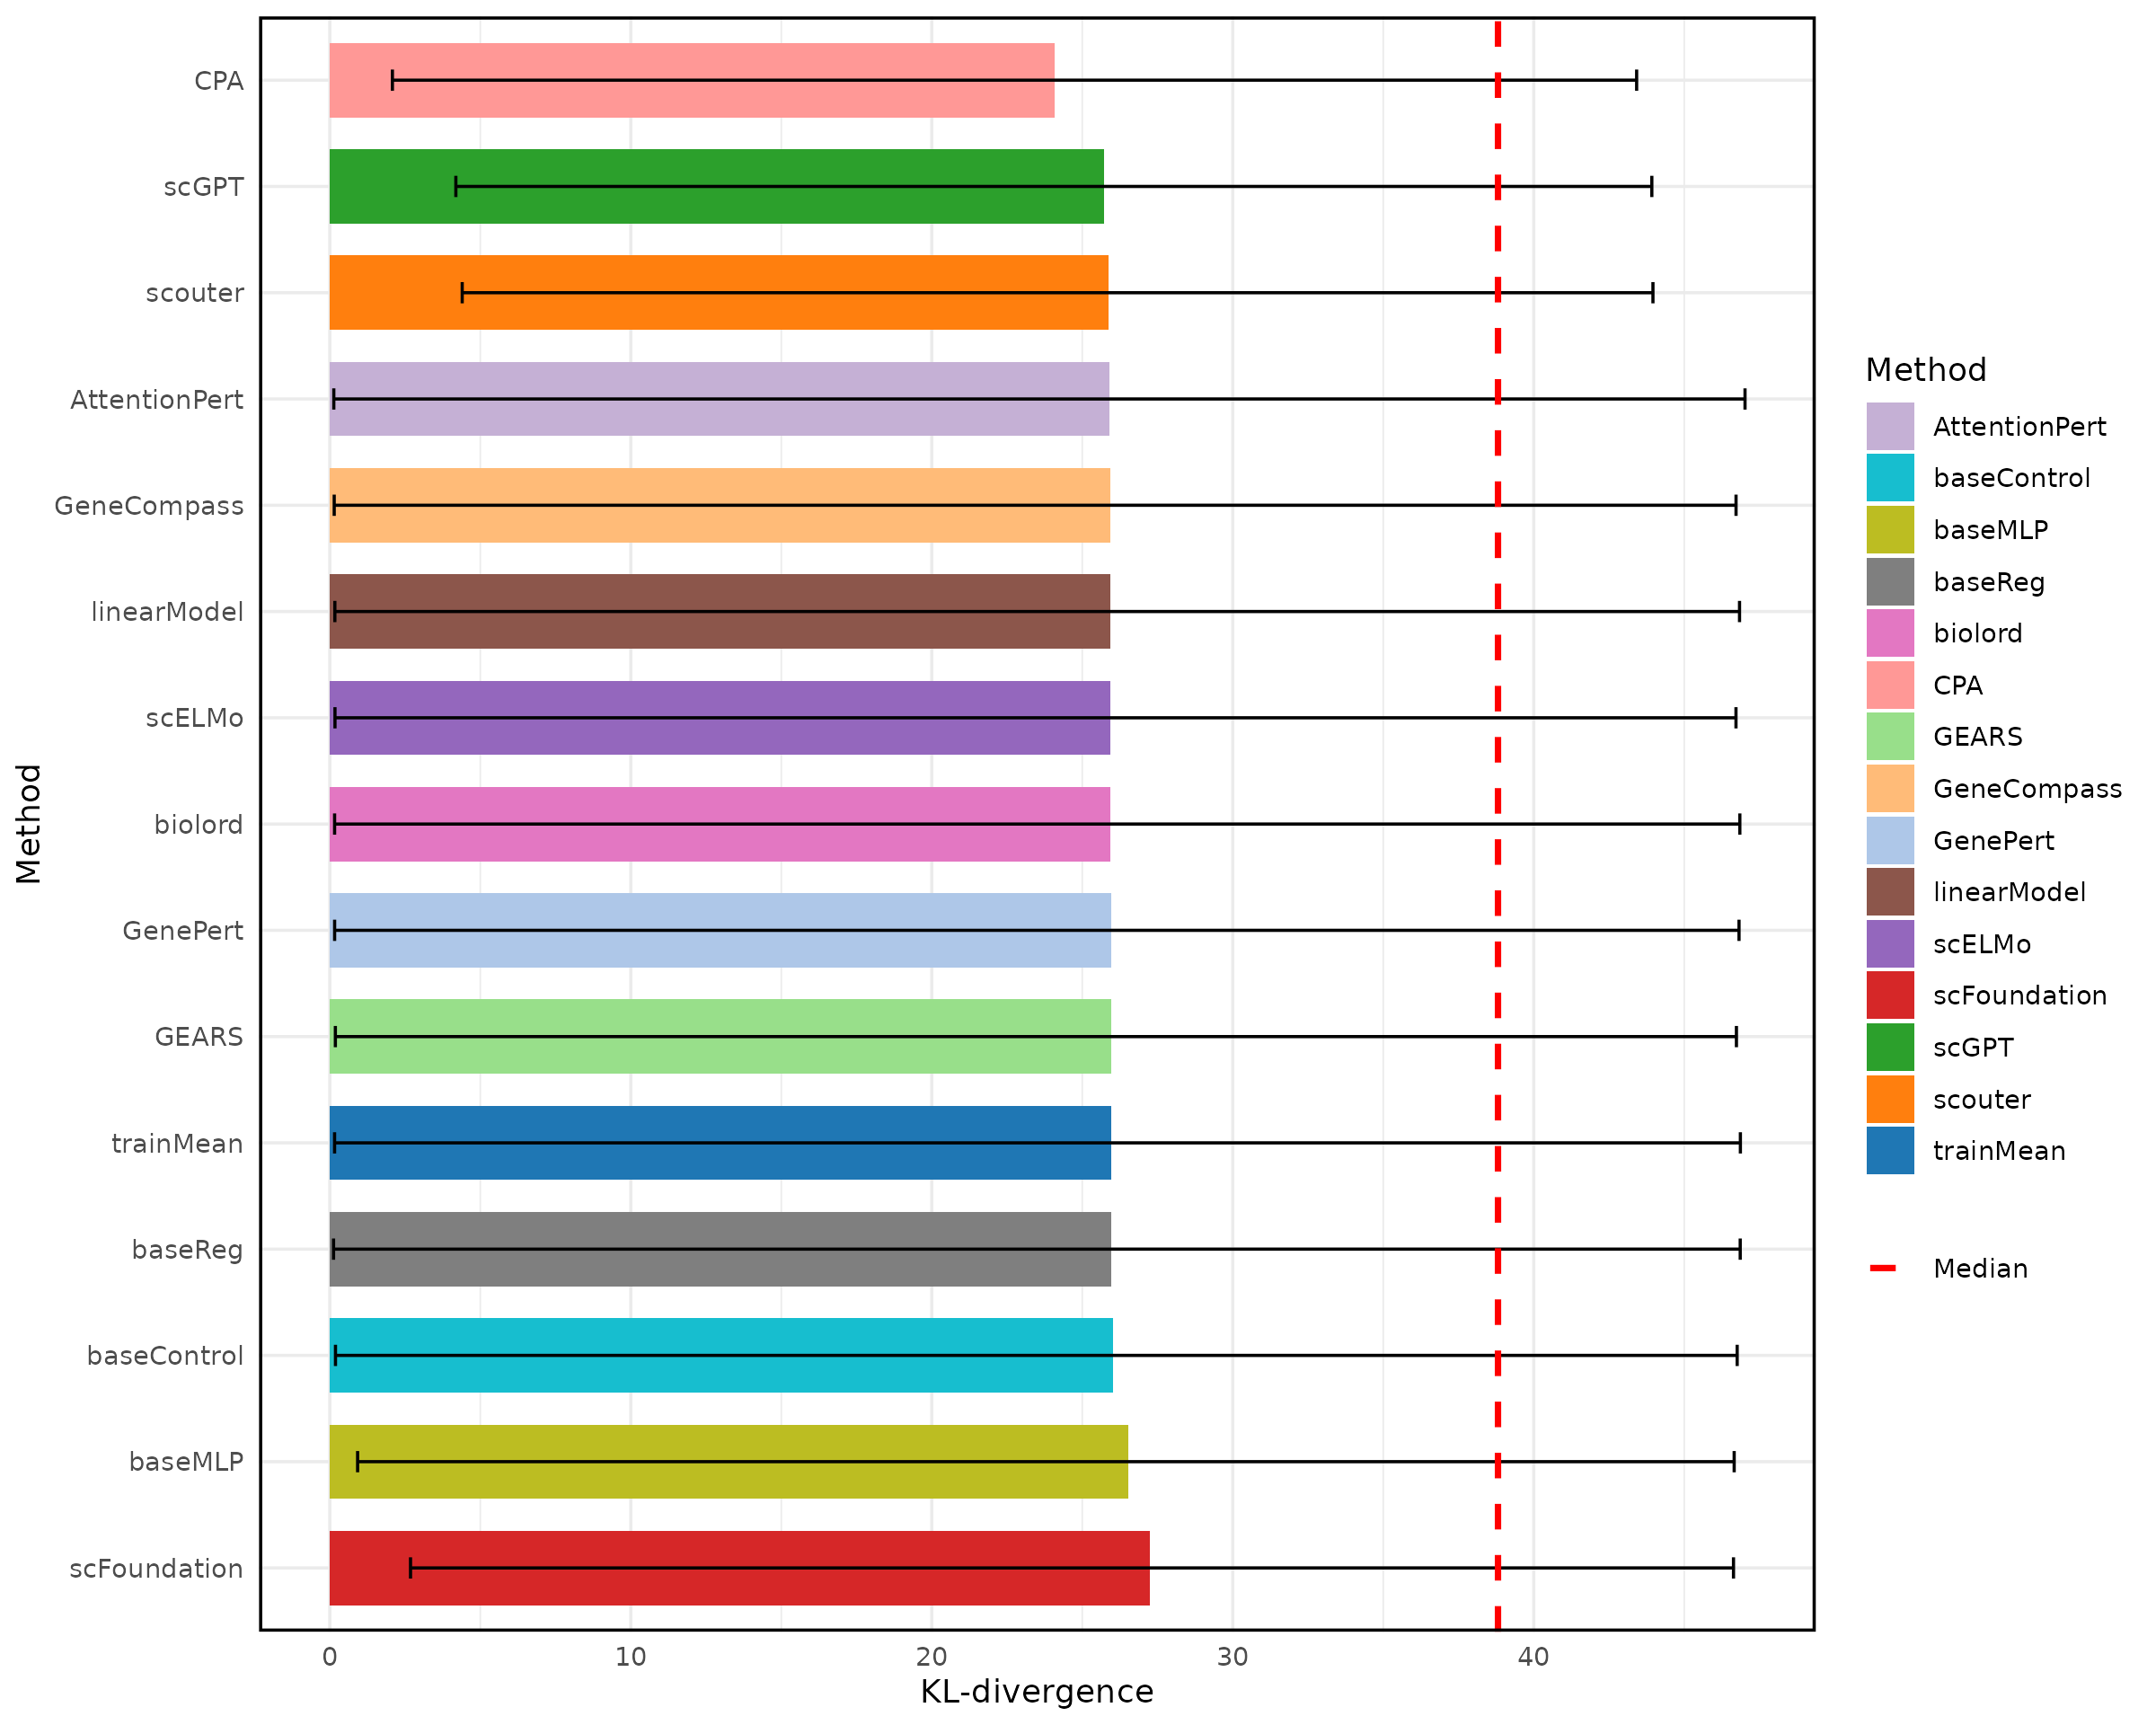 CPA
scGPT
scouter
AttentionPert
GeneCompass
linearModel
scELMo
biolord
GenePert
GEARS
trainMean
baseReg
baseControl
baseMLP
scFoundation
Method
0 10 20 30 40
KL-divergence
Method
AttentionPert
baseControl
baseMLP
baseReg
biolord
CPA
GEARS
GeneCompass
GenePert
linearModel
scELMo
scFoundation
scGPT
scouter
trainMean
Median